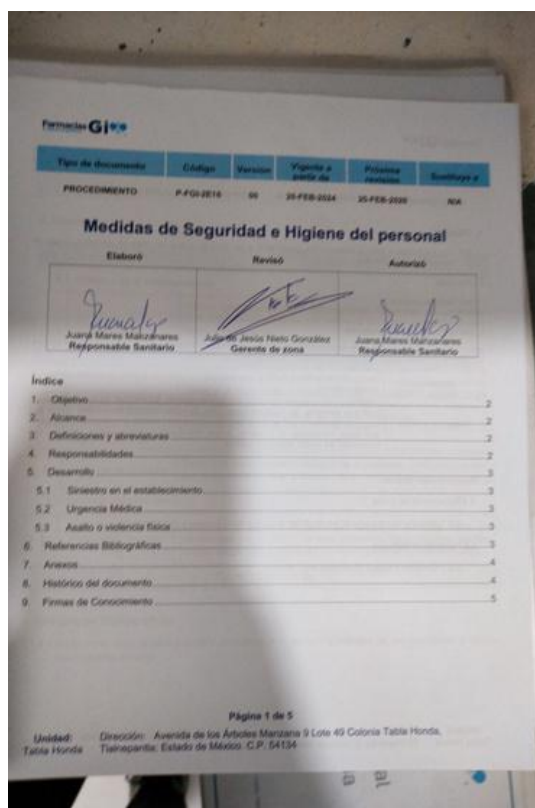 Farmacias Gi
Tipo de documento Código Versión Vigente a partir de Próxima revisión Sustituye a
PROCEDIMIENTO P-FGI-2E16 00 25-FEB-2026 N/A
Medidas de Seguridad e Higiene del personal
Elaboró Revisó Autorizó
Juana Mares Manzanares Julio de Jesús Nieto González Juana Mares Manzanares
Responsable Sanitario Gerente de zona Responsable Sanitario
Índice
1. Objetivo 2
2. Alcance 2
3. Definiciones y abreviaturas 2
4. Responsabilidades 2
5. Desarrollo 3
5.1 Siniestro en el establecimiento 3
5.2 Urgencia Médica 3
5.3 Asalto o violencia física 3
6. Referencias Bibliográficas 3
7. Anexos 4
8. Histórico del documento 4
9. Firmas de Conocimiento 5
Página 1 de 5
Unidad: Dirección: Avenida de los Árboles Manzana 9 Lote 49 Colonia Tabla Honda,
Tabla Honda Tlalnepantla, Estado de México. C.P. 54134